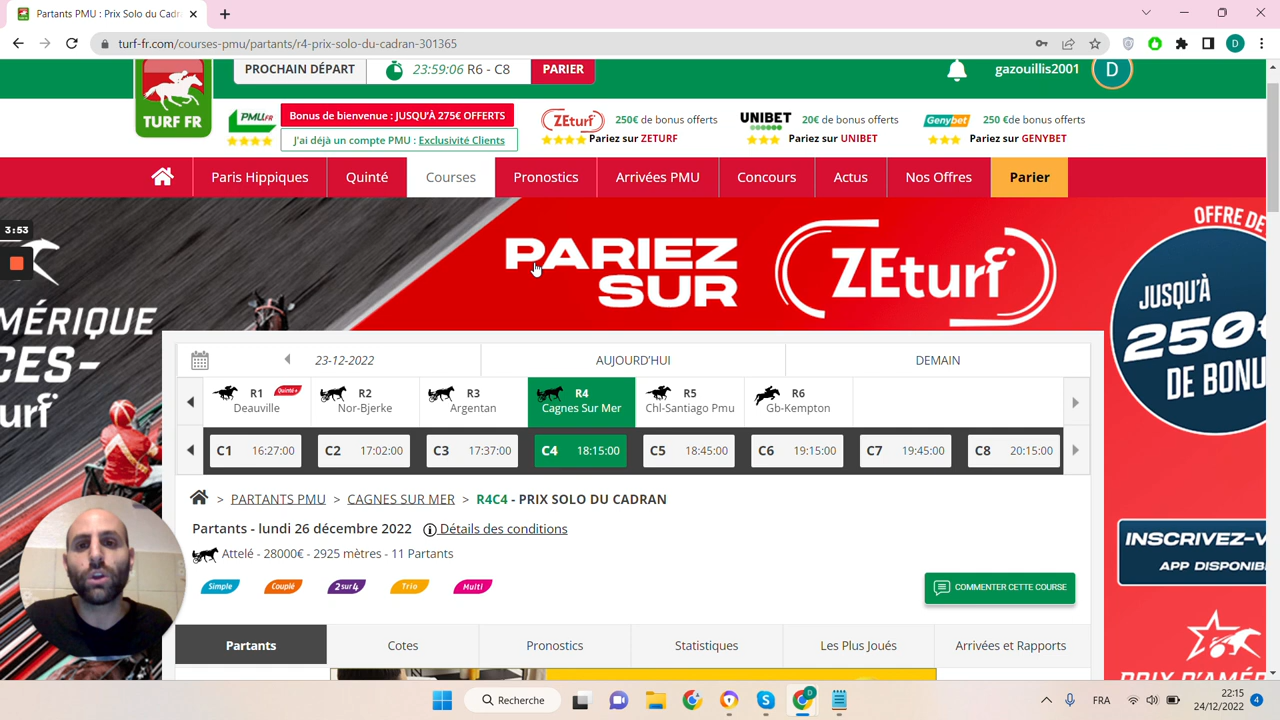 Partants PMU : Prix Solo du Cadr
turf-fr.com/courses-pmu/partants/r4-prix-solo-du-cadran-301365
D
PROCHAIN DÉPART
23:59:06 R6 - C8
PARIER
gazouillis2001
D
TURF FR
PMU.FR
Bonus de bienvenue : JUSQU'À 275€ OFFERTS
J'ai déjà un compte PMU : Exclusivité Clients
ZEturf
250€ de bonus offerts
Pariez sur ZETURF
UNIBET
20€ de bonus offerts
Pariez sur UNIBET
Genybet
250 €de bonus offerts
Pariez sur GENYBET
Paris Hippiques
Quinté
Courses
Pronostics
Arrivées PMU
Concours
Actus
Nos Offres
Parier
3:53
MÉRIQUE
CES-
urf
PARIEZ
SUR
ZEturf
OFFRE DE
JUSQU'À
250
DE BONU
23-12-2022
AUJOURD'HUI
DEMAIN
R1
Quinté+
Deauville
R2
Nor-Bjerke
R3
Argentan
R4
Cagnes Sur Mer
R5
Chl-Santiago Pmu
R6
Gb-Kempton
C1 16:27:00
C2 17:02:00
C3 17:37:00
C4 18:15:00
C5 18:45:00
C6 19:15:00
C7 19:45:00
C8 20:15:00
> PARTANTS PMU > CAGNES SUR MER > R4C4 - PRIX SOLO DU CADRAN
Partants - lundi 26 décembre 2022
Détails des conditions
Attelé - 28000€ - 2925 mètres - 11 Partants
Simple
Couplé
2sur4
Trio
Multi
COMMENTER CETTE COURSE
INSCRIVEZ-V
APP DISPONIB
Partants
Cotes
Pronostics
Statistiques
Les Plus Joués
Arrivées et Rapports
PRIX D'AMÉR
Recherche
D
FRA
22:15
24/12/2022
4